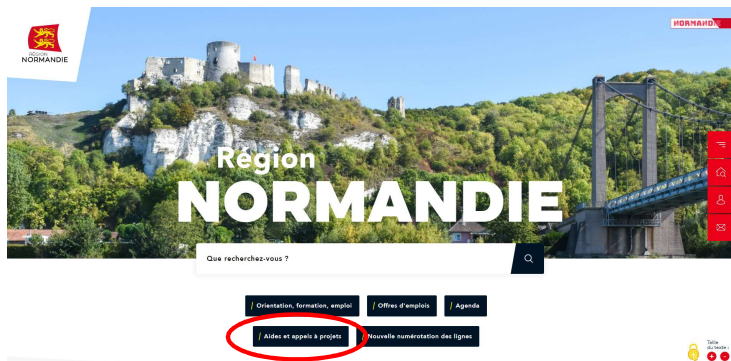 NORMANDIE
RÉGION
NORMANDIE
Région
NORMANDIE
Que recherchez-vous ?
/ Orientation, formation, emploi
/ Offres d'emplois
/ Agenda
/ Aides et appels à projets
Nouvelle numérotation des lignes
Taille
du texte :